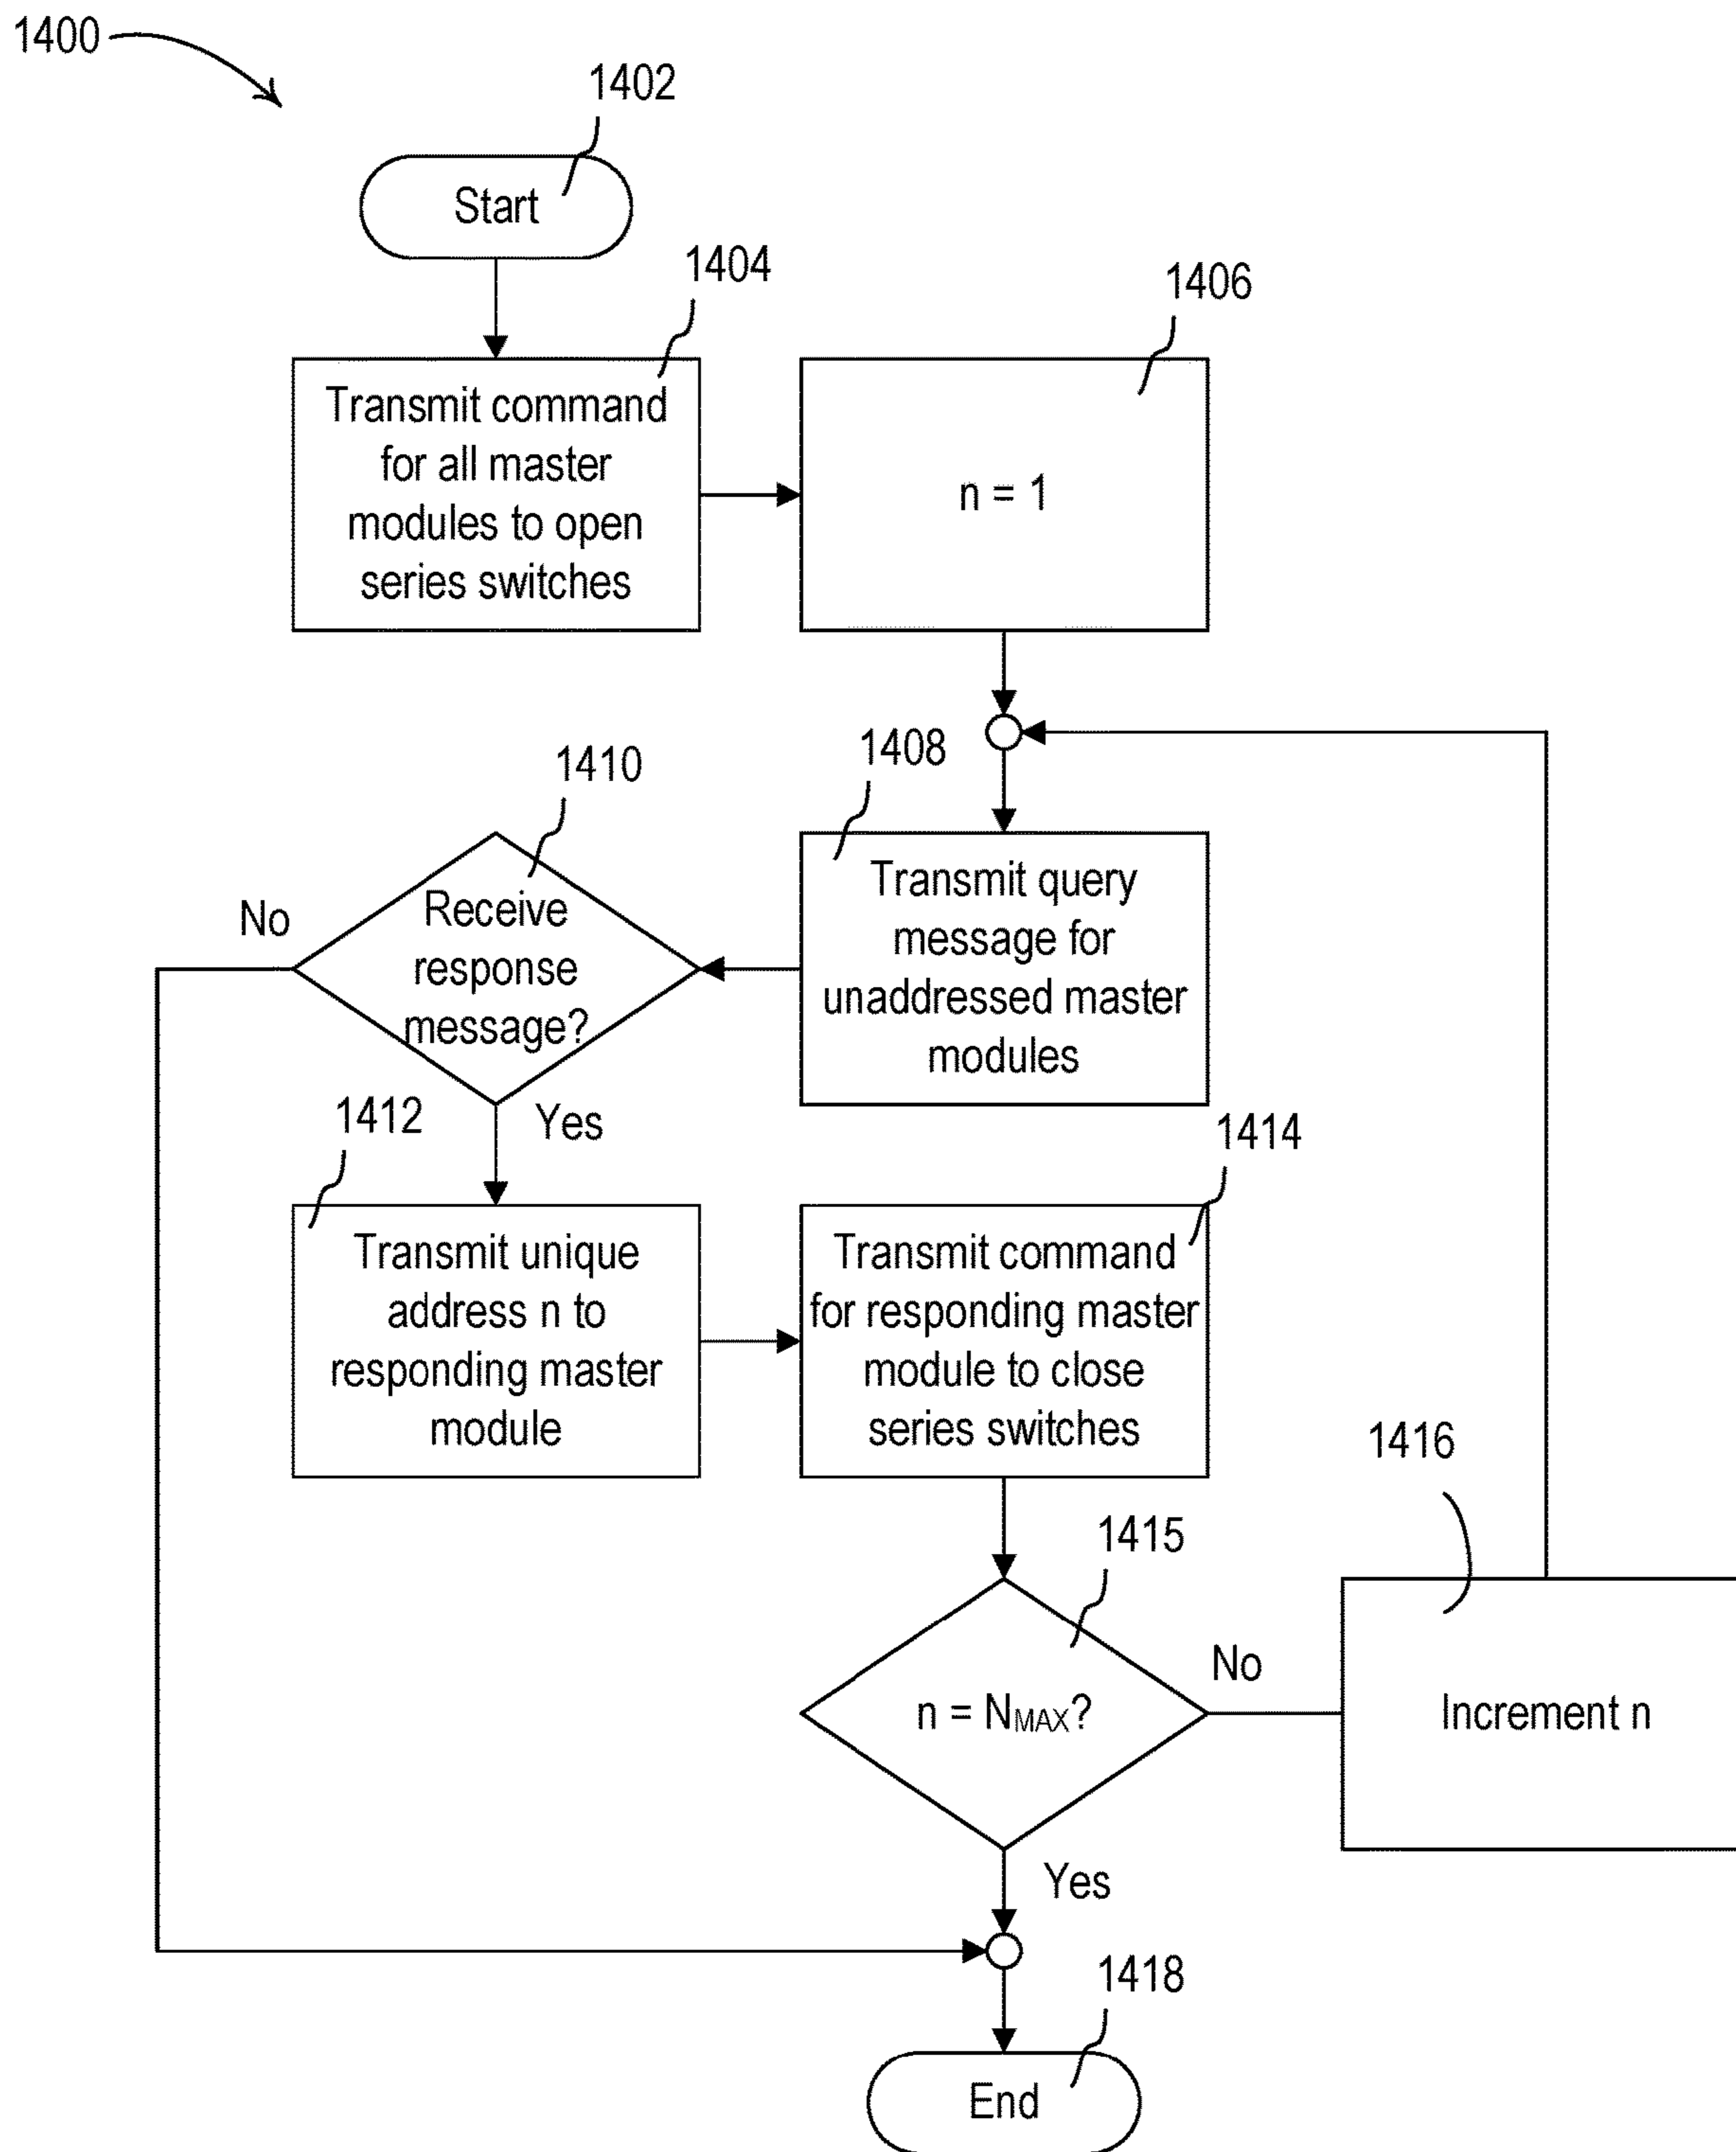 1400
1402
Start
1404
Transmit command
for all master
modules to open
series switches
1406
n = 1
1408
Transmit query
message for
unaddressed master
modules
1410
Receive
response
message?
No
Yes
1412
Transmit unique
address n to
responding master
module
1414
Transmit command
for responding master
module to close
series switches
1415
n = NMAX?
No
Yes
1416
Increment n
1418
End